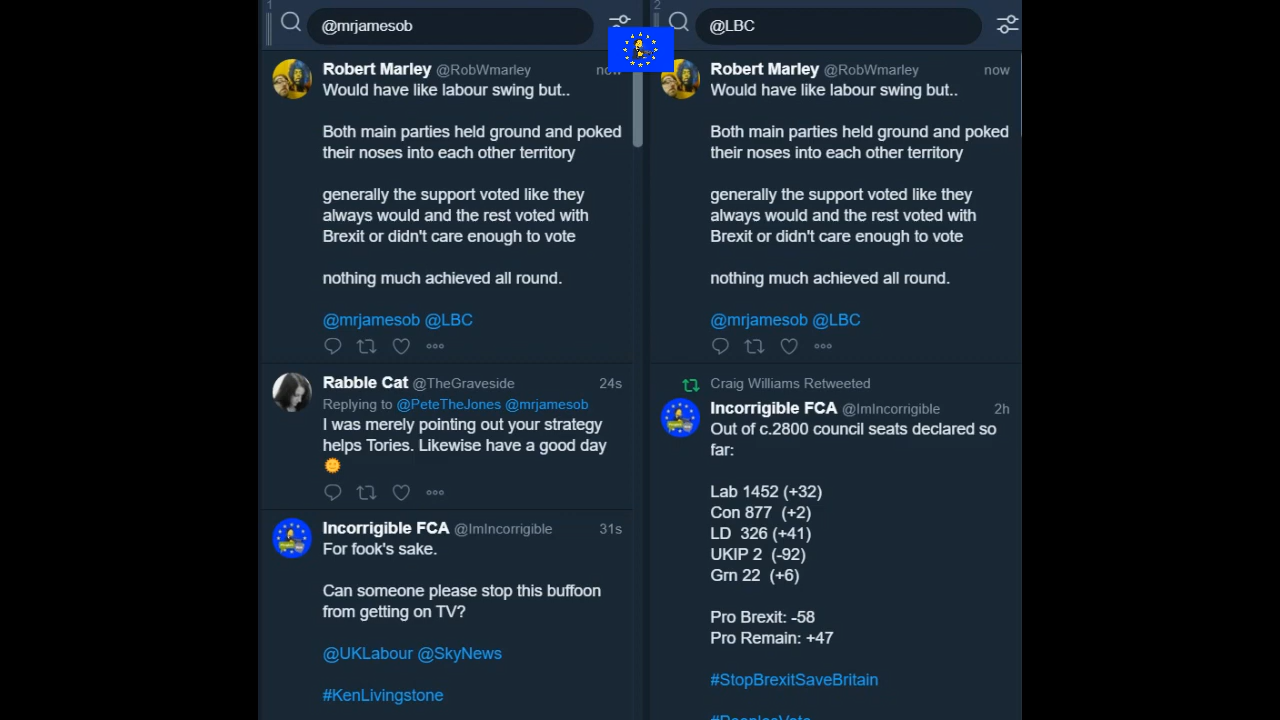 1
@mrjamesob
Robert Marley @RobWmarley now
Would have like labour swing but..
Both main parties held ground and poked
their noses into each other territory
generally the support voted like they
always would and the rest voted with
Brexit or didn't care enough to vote
nothing much achieved all round.
@mrjamesob @LBC
Rabble Cat @TheGraveside 24s
Replying to @PeteTheJones @mrjamesob
I was merely pointing out your strategy
helps Tories. Likewise have a good day
🌞
Incorrigible FCA @ImIncorrigible 31s
For fook's sake.
Can someone please stop this buffoon
from getting on TV?
@UKLabour @SkyNews
#KenLivingstone
2
@LBC
Robert Marley @RobWmarley now
Would have like labour swing but..
Both main parties held ground and poked
their noses into each other territory
generally the support voted like they
always would and the rest voted with
Brexit or didn't care enough to vote
nothing much achieved all round.
@mrjamesob @LBC
Craig Williams Retweeted
Incorrigible FCA @ImIncorrigible 2h
Out of c.2800 council seats declared so
far:
Lab 1452 (+32)
Con 877 (+2)
LD 326 (+41)
UKIP 2 (-92)
Grn 22 (+6)
Pro Brexit: -58
Pro Remain: +47
#StopBrexitSaveBritain
#PeoplesVote